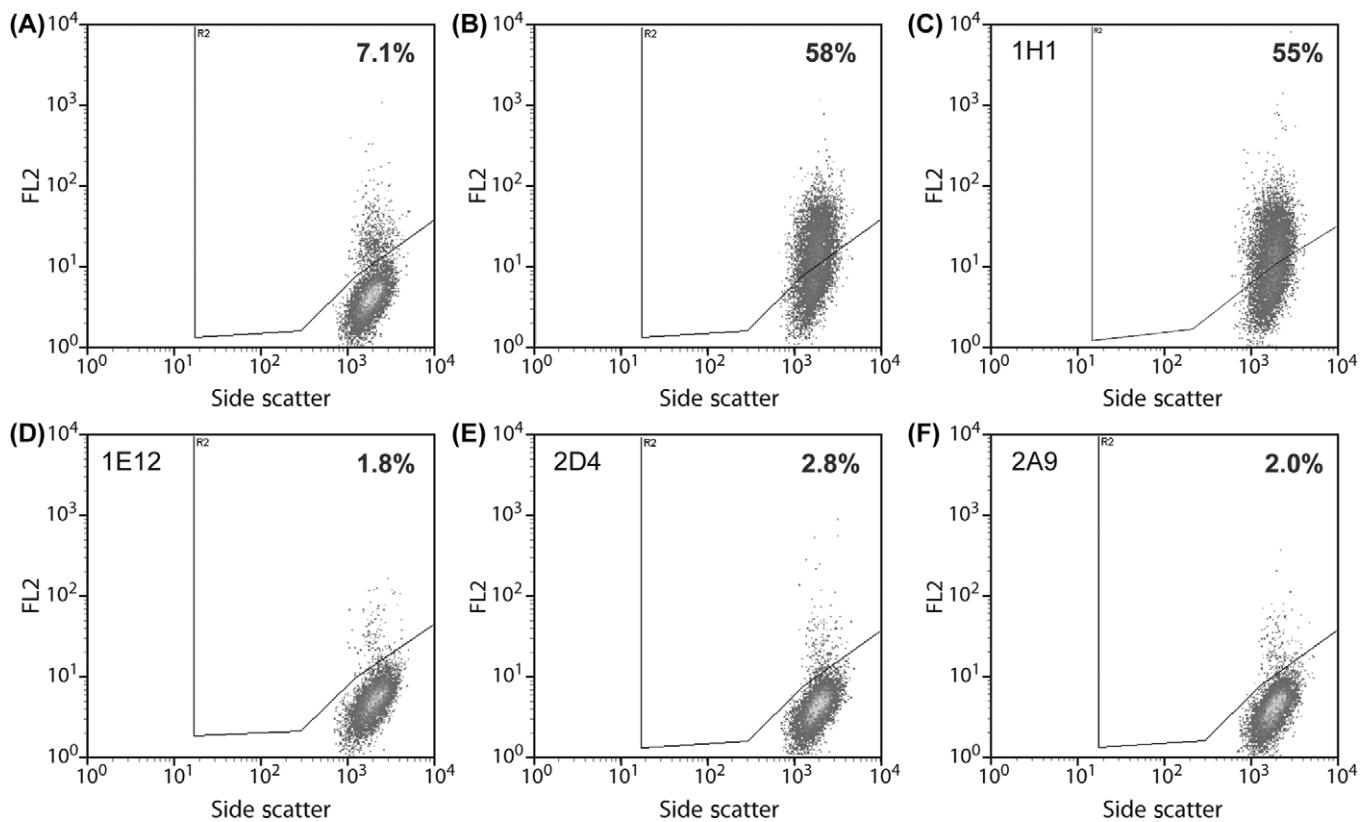 (A)
10⁴
R2
7.1%
10³
FL2
10²
10¹
10⁰
10⁰ 10¹ 10² 10³ 10⁴
Side scatter
(B)
10⁴
R2
58%
10³
FL2
10²
10¹
10⁰
10⁰ 10¹ 10² 10³ 10⁴
Side scatter
(C)
10⁴
1H1
R2
55%
10³
FL2
10²
10¹
10⁰
10⁰ 10¹ 10² 10³ 10⁴
Side scatter
(D)
10⁴
1E12
R2
1.8%
10³
FL2
10²
10¹
10⁰
10⁰ 10¹ 10² 10³ 10⁴
Side scatter
(E)
10⁴
2D4
R2
2.8%
10³
FL2
10²
10¹
10⁰
10⁰ 10¹ 10² 10³ 10⁴
Side scatter
(F)
10⁴
2A9
R2
2.0%
10³
FL2
10²
10¹
10⁰
10⁰ 10¹ 10² 10³ 10⁴
Side scatter